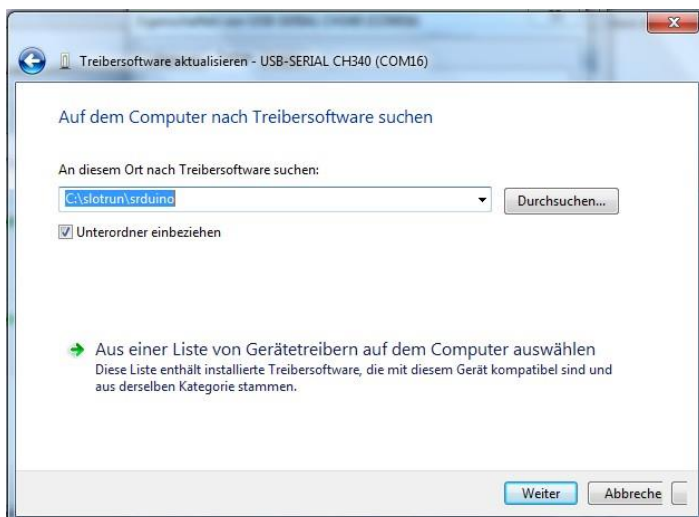 Treibersoftware aktualisieren - USB-SERIAL CH340 (COM16)
Auf dem Computer nach Treibersoftware suchen
An diesem Ort nach Treibersoftware suchen:
C:\slotrun\srduino
Durchsuchen...
Unterordner einbeziehen
Aus einer Liste von Gerätetreibern auf dem Computer auswählen
Diese Liste enthält installierte Treibersoftware, die mit diesem Gerät kompatibel sind und
aus derselben Kategorie stammen.
Weiter
Abbreche